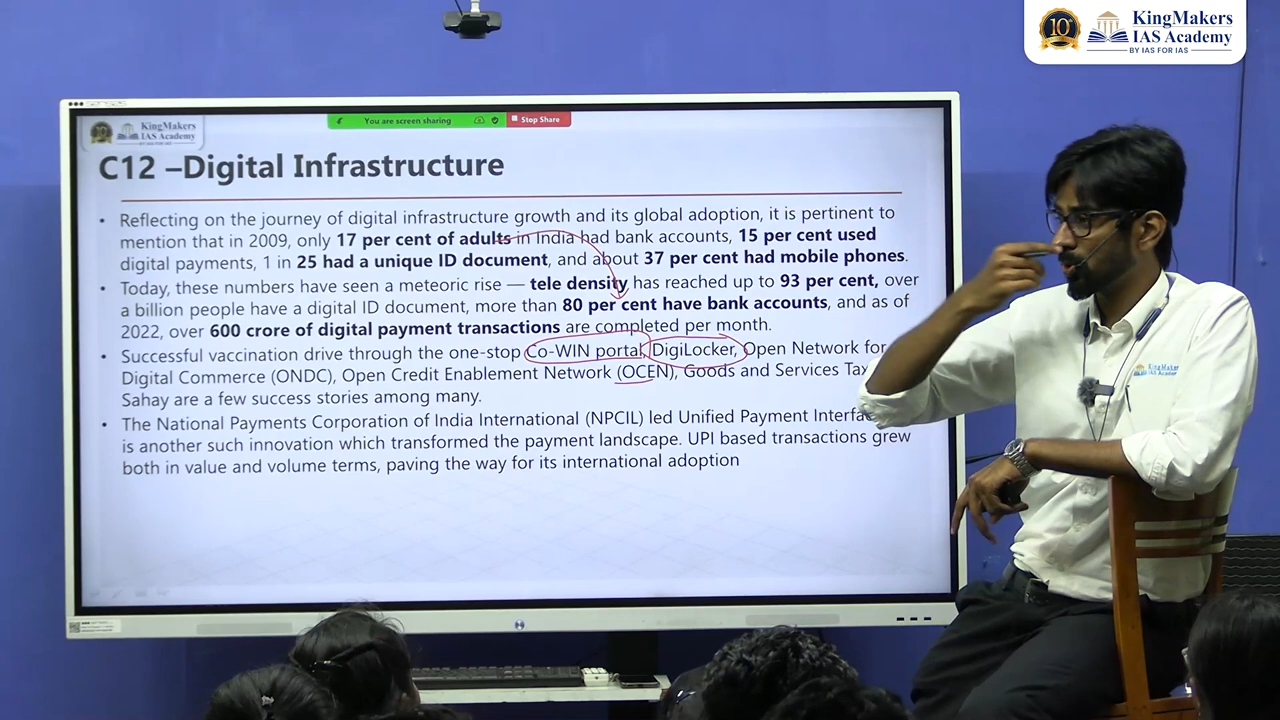 10
KingMakers
IAS Academy
BY IAS FOR IAS
You are screen sharing
Stop Share
10
KingMakers
IAS Academy
BY IAS FOR IAS
C12 –Digital Infrastructure
• Reflecting on the journey of digital infrastructure growth and its global adoption, it is pertinent to
mention that in 2009, only 17 per cent of adults in India had bank accounts, 15 per cent used
digital payments, 1 in 25 had a unique ID document, and about 37 per cent had mobile phones.
• Today, these numbers have seen a meteoric rise — tele density has reached up to 93 per cent, over
a billion people have a digital ID document, more than 80 per cent have bank accounts, and as of
2022, over 600 crore of digital payment transactions are completed per month.
• Successful vaccination drive through the one-stop Co-WIN portal, DigiLocker, Open Network for
Digital Commerce (ONDC), Open Credit Enablement Network (OCEN), Goods and Services Tax
Sahay are a few success stories among many.
• The National Payments Corporation of India International (NPCIL) led Unified Payment
is another such innovation which transformed the payment landscape. UPI based transactions grew
both in value and volume terms, paving the way for its international adoption
KingMakers
IAS Academy